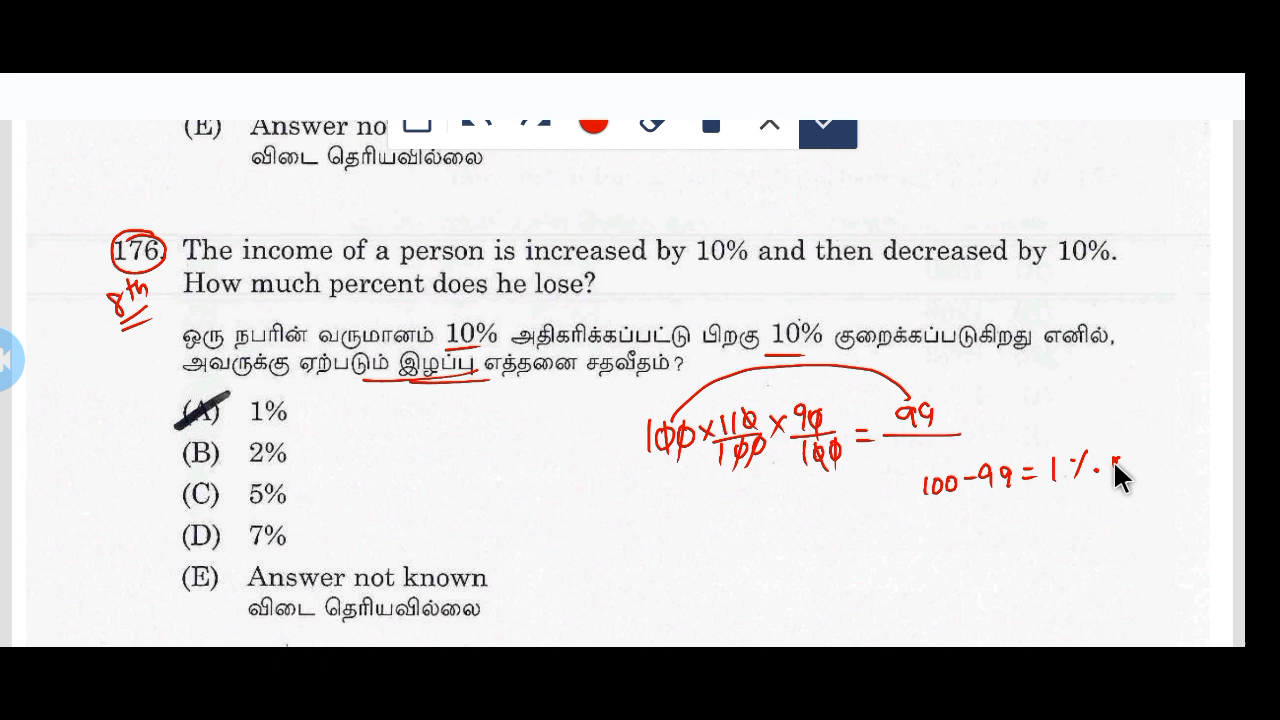 (E) Answer no
விடை தெரியவில்லை
176. The income of a person is increased by 10% and then decreased by 10%.
How much percent does he lose?
8th
ஒரு நபரின் வருமானம் 10% அதிகரிக்கப்பட்டு பிறகு 10% குறைக்கப்படுகிறது எனில்,
அவருக்கு ஏற்படும் இழப்பு எத்தனை சதவீதம்?
(A) 1%
(B) 2%
(C) 5%
(D) 7%
(E) Answer not known
விடை தெரியவில்லை
100 × 110/100 × 90/100 = 99
100 - 99 = 1%.